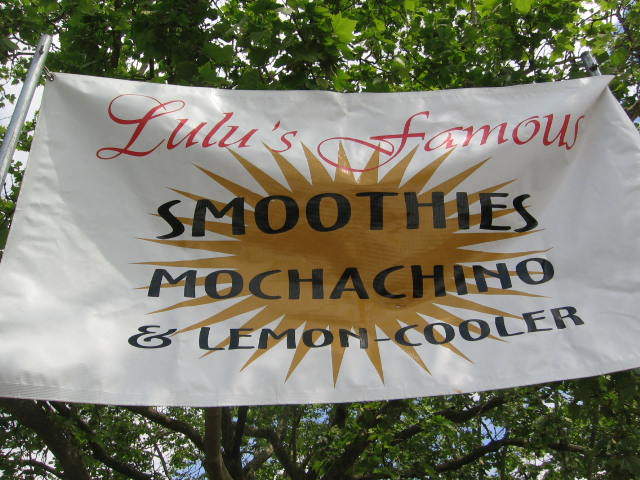 Lulu's Famous
SMOOTHIES
MOCHACHINO
& LEMON-COOLER